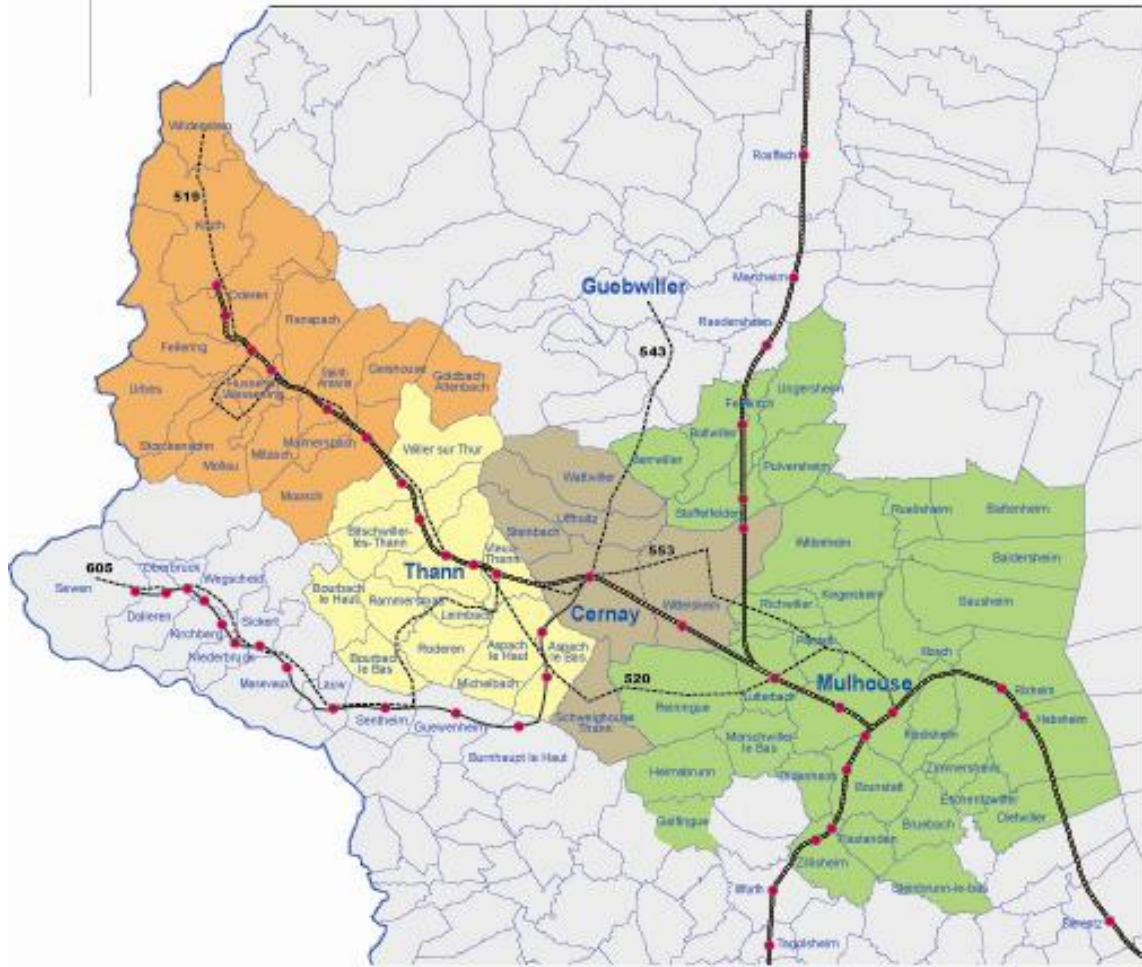 Wildenstein
519
Kruth
Rouffach
Oderen
Guebwiller
Merxheim
Ranspach
Raedersheim
Fellering
543
Saint
Amarin
Geishouse
Goldbach
Altenbach
Ungersheim
Urbès
Husseren
Wesserling
Feldkirch
Storckensohn
Mitzach
Malmerspach
Willer sur Thur
Bollwiller
Mollau
Berrwiller
Pulversheim
Wattwiller
Moosch
Staffelfelden
Ruelisheim
Battenheim
Bitschwiller-
lès-Thann
Steinbach
Uffholtz
Wittenheim
Vieux-
Thann
553
Baldersheim
Oberbruck
605
Wegscheid
Thann
Sewen
Bourbach
le Haut
Rammersmatt
Leimbach
Cernay
Wittelsheim
Richwiller
Kingersheim
Sausheim
Dolleren
Kirchberg
Sickert
Niederbruck
Roderen
Aspach
le Haut
Aspach
le Bas
Pfastatt
Illzach
Bourbach
le Bas
Masevaux
Lauw
Michelbach
520
Mulhouse
Rixheim
Lutterbach
Sentheim
Guewenheim
Schweighouse
Thann
Reiningue
Habsheim
Morschwiller
le Bas
Riedisheim
Burnhaupt le Haut
Heimsbrunn
Didenheim
Zimmersheim
Brunstatt
Eschentzwiller
Galfingue
Bruebach
Dietwiller
Flaxlanden
Zillisheim
Illfurth
Steinbrunn-le-bas
Sierentz
Tagolsheim